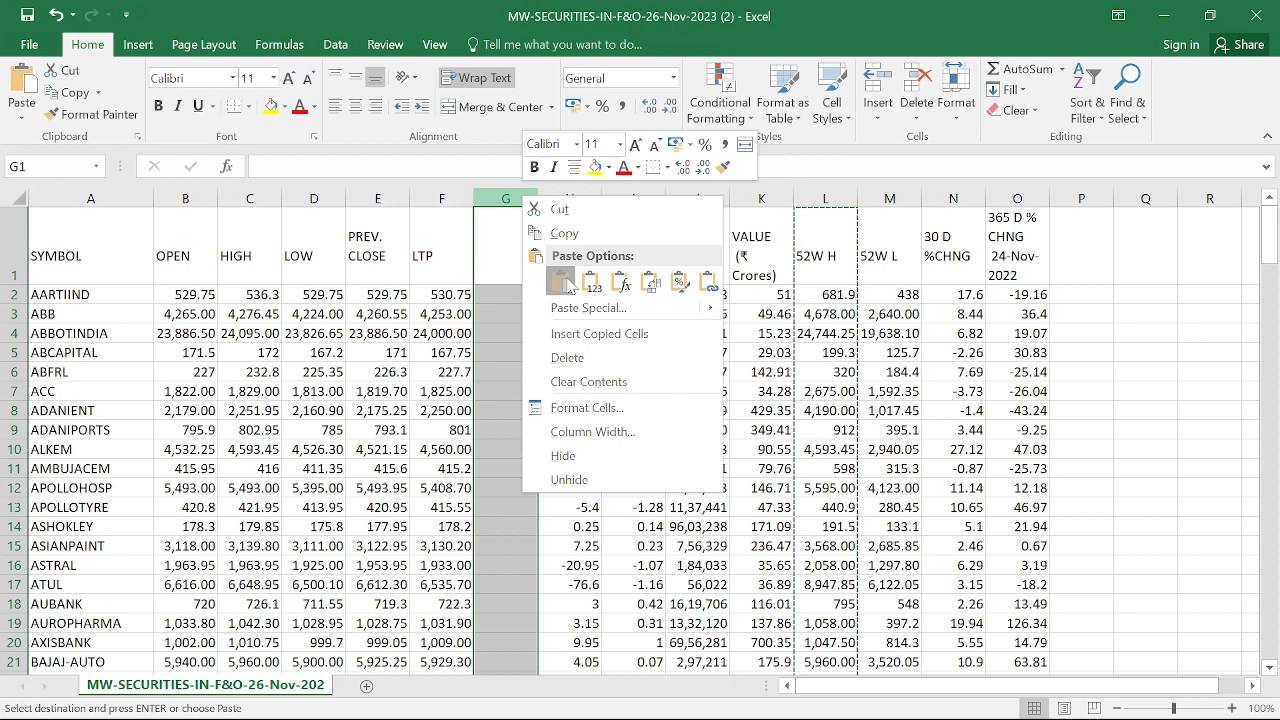 MW-SECURITIES-IN-F&O-26-Nov-2023 (2) - Excel
File Home Insert Page Layout Formulas Data Review View Tell me what you want to do... Sign in Share
Paste Cut Copy Format Painter Clipboard
Calibri 11 B I U Font
Wrap Text Merge & Center Alignment
General %
Conditional Formatting Format as Table Cell Styles Styles
Insert Delete Format Cells
AutoSum Fill Clear Sort & Filter Find & Select Editing
Calibri 11 %
B I
G1 fx
A B C D E F G K L M N O P Q R
1 SYMBOL OPEN HIGH LOW PREV. CLOSE LTP VALUE (₹ Crores) 52W H 52W L 30 D %CHNG 365 D % CHNG 24-Nov-2022
2 AARTIIND 529.75 536.3 529.75 529.75 530.75 51 681.9 438 17.6 -19.16
3 ABB 4,265.00 4,276.45 4,224.00 4,260.55 4,253.00 49.46 4,678.00 2,640.00 8.44 36.4
4 ABBOTINDIA 23,886.50 24,095.00 23,826.65 23,886.50 24,000.00 15.23 24,744.25 19,638.10 6.82 19.07
5 ABCAPITAL 171.5 172 167.2 171 167.75 29.03 199.3 125.7 -2.26 30.83
6 ABFRL 227 232.8 225.35 226.3 227.7 142.91 320 184.4 7.69 -25.14
7 ACC 1,822.00 1,829.00 1,813.00 1,819.70 1,825.00 34.28 2,675.00 1,592.35 -3.73 -26.04
8 ADANIENT 2,179.00 2,251.95 2,160.90 2,175.25 2,250.00 429.35 4,190.00 1,017.45 -1.4 -43.24
9 ADANIPORTS 795.9 802.95 785 793.1 801 349.41 912 395.1 3.44 -9.25
10 ALKEM 4,532.25 4,593.45 4,526.30 4,521.15 4,560.00 90.55 4,593.45 2,940.05 27.12 47.03
11 AMBUJACEM 415.95 416 411.35 415.6 415.2 79.76 598 315.3 -0.87 -25.73
12 APOLLOHOSP 5,493.00 5,493.00 5,395.00 5,493.95 5,408.70 146.71 5,595.00 4,123.00 11.14 12.18
13 APOLLOTYRE 420.8 421.95 413.95 420.95 415.55 -5.4 -1.28 11,37,441 47.33 440.9 280.45 10.65 46.97
14 ASHOKLEY 178.3 179.85 175.8 177.95 178.2 0.25 0.14 96,03,238 171.09 191.5 133.1 5.1 21.94
15 ASIANPAINT 3,118.00 3,139.80 3,111.00 3,122.95 3,130.20 7.25 0.23 7,56,329 236.47 3,568.00 2,685.85 2.46 0.67
16 ASTRAL 1,963.95 1,963.95 1,925.00 1,953.95 1,933.00 -20.95 -1.07 1,84,033 35.65 2,058.00 1,297.80 6.29 3.19
17 ATUL 6,616.00 6,648.95 6,500.10 6,612.30 6,535.70 -76.6 -1.16 56,022 36.89 8,947.85 6,122.05 3.15 -18.2
18 AUBANK 720 726.1 711.55 719.3 722.3 3 0.42 16,19,706 116.01 795 548 2.26 13.49
19 AUROPHARMA 1,033.80 1,042.30 1,028.95 1,028.75 1,031.90 3.15 0.31 13,32,120 137.86 1,058.00 397.2 19.94 126.34
20 AXISBANK 1,002.00 1,010.75 999.7 999.05 1,009.00 9.95 1 69,56,281 700.35 1,047.50 814.3 5.55 14.79
21 BAJAJ-AUTO 5,940.00 5,960.00 5,900.00 5,925.25 5,929.30 4.05 0.07 2,97,211 175.9 5,960.00 3,520.05 10.9 63.81
Cut
Copy
Paste Options:
123 fx %
Paste Special...
Insert Copied Cells
Delete
Clear Contents
Format Cells...
Column Width...
Hide
Unhide
MW-SECURITIES-IN-F&O-26-Nov-202
Select destination and press ENTER or choose Paste 100%